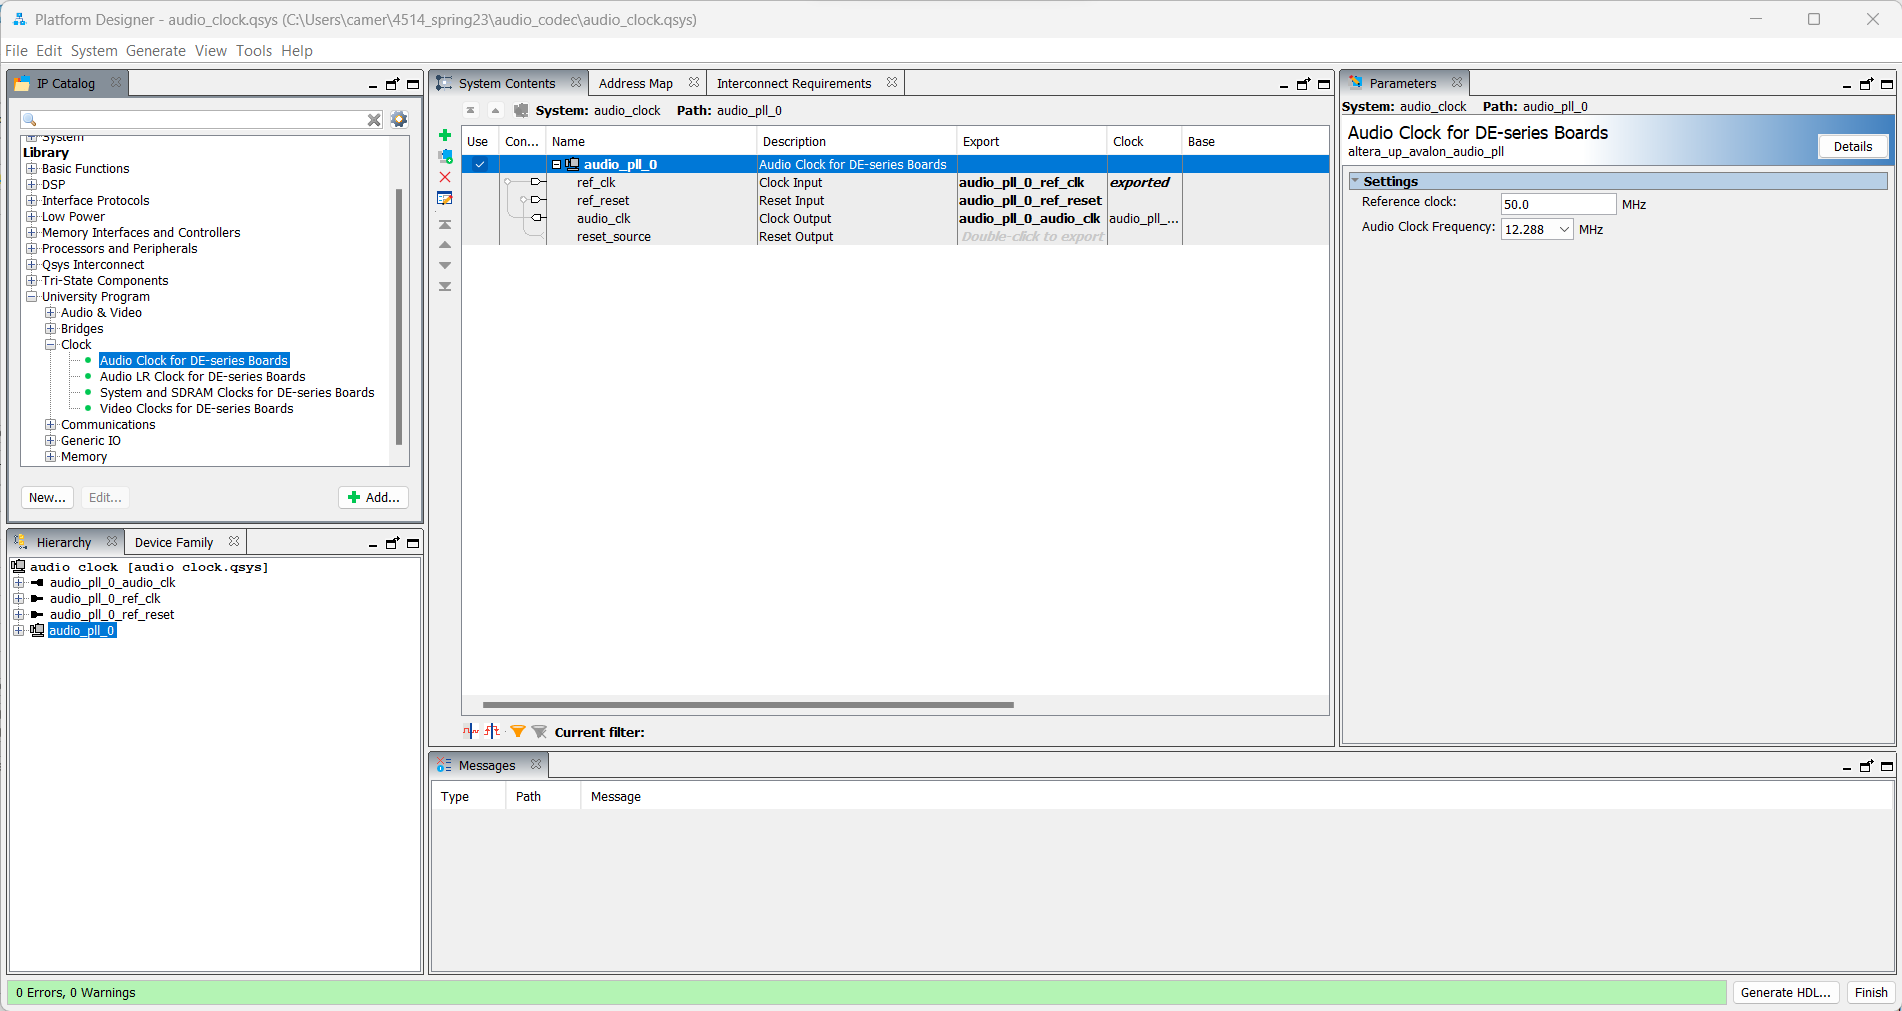 Platform Designer - audio_clock.qsys (C:\Users\camer\4514_spring23\audio_codec\audio_clock.qsys)
File Edit System Generate View Tools Help
IP Catalog
System
Library
Basic Functions
DSP
Interface Protocols
Low Power
Memory Interfaces and Controllers
Processors and Peripherals
Qsys Interconnect
Tri-State Components
University Program
Audio & Video
Bridges
Clock
Audio Clock for DE-series Boards
Audio LR Clock for DE-series Boards
System and SDRAM Clocks for DE-series Boards
Video Clocks for DE-series Boards
Communications
Generic IO
Memory
New... Edit... Add...
Hierarchy Device Family
audio clock [audio clock.qsys]
audio_pll_0_audio_clk
audio_pll_0_ref_clk
audio_pll_0_ref_reset
audio_pll_0
System Contents Address Map Interconnect Requirements
System: audio_clock Path: audio_pll_0
Use Con... Name Description Export Clock Base
audio_pll_0 Audio Clock for DE-series Boards
ref_clk Clock Input audio_pll_0_ref_clk exported
ref_reset Reset Input audio_pll_0_ref_reset
audio_clk Clock Output audio_pll_0_audio_clk audio_pll_...
reset_source Reset Output Double-click to export
Current filter:
Parameters
System: audio_clock Path: audio_pll_0
Audio Clock for DE-series Boards
altera_up_avalon_audio_pll
Details
Settings
Reference clock: 50.0 MHz
Audio Clock Frequency: 12.288 MHz
Messages
Type Path Message
0 Errors, 0 Warnings
Generate HDL... Finish